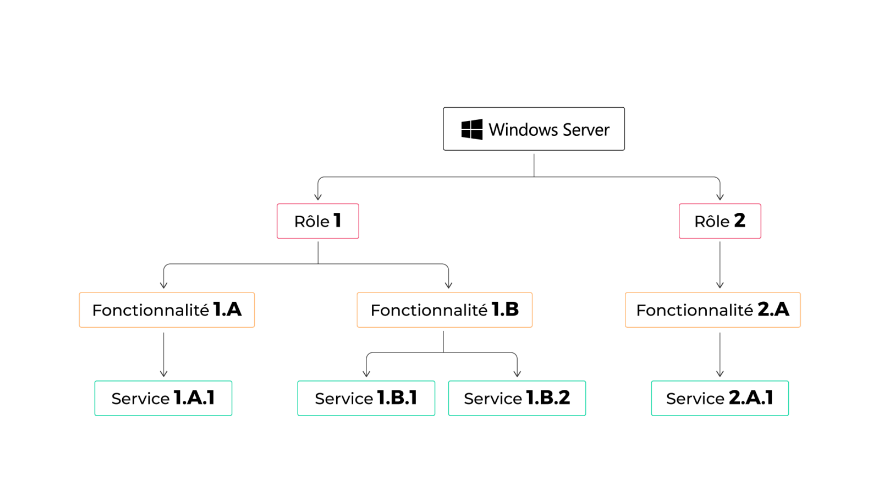 Windows Server
Rôle 1
Rôle 2
Fonctionnalité 1.A
Fonctionnalité 1.B
Fonctionnalité 2.A
Service 1.A.1
Service 1.B.1
Service 1.B.2
Service 2.A.1